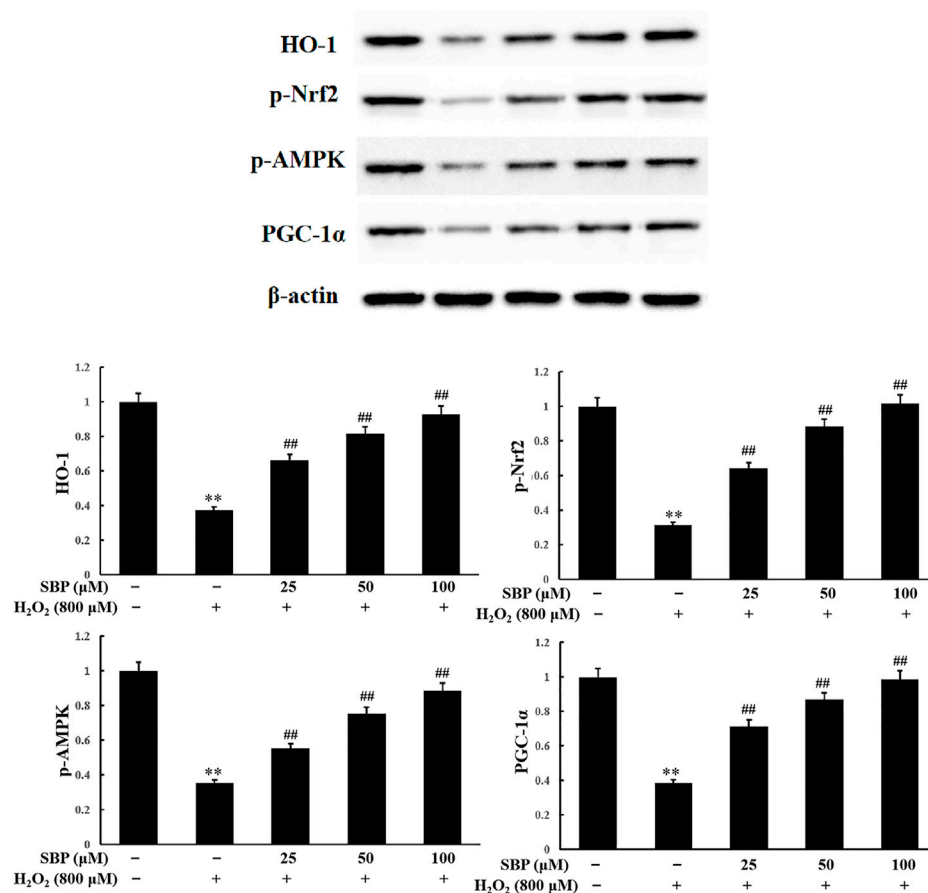 HO-1
p-Nrf2
p-AMPK
PGC-1α
β-actin
1.2
1
0.8
0.6
0.4
0.2
0
HO-1
**
##
##
##
SBP (μM) – – 25 50 100
H₂O₂ (800 μM) – + + + +
1.2
1
0.8
0.6
0.4
0.2
0
p-Nrf2
**
##
##
##
SBP (μM) – – 25 50 100
H₂O₂ (800 μM) – + + + +
1.2
1
0.8
0.6
0.4
0.2
0
p-AMPK
**
##
##
##
SBP (μM) – – 25 50 100
H₂O₂ (800 μM) – + + + +
1.2
1
0.8
0.6
0.4
0.2
0
PGC-1α
**
##
##
##
SBP (μM) – – 25 50 100
H₂O₂ (800 μM) – + + + +